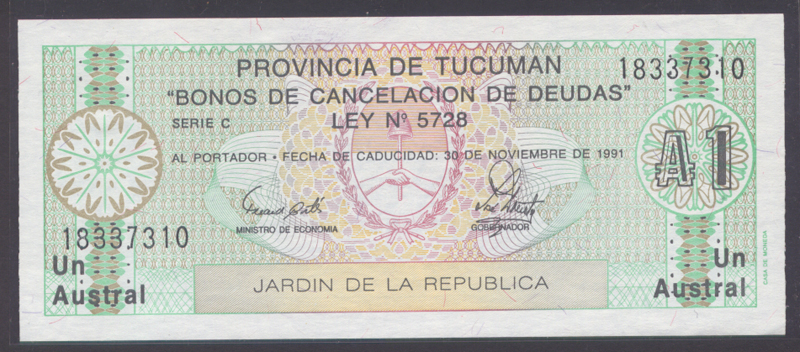 PROVINCIA DE TUCUMAN
18337310
"BONOS DE CANCELACION DE DEUDAS"
SERIE C
LEY Nº 5728
AL PORTADOR · FECHA DE CADUCIDAD: 30 DE NOVIEMBRE DE 1991
₳ 1
MINISTRO DE ECONOMIA
GOBERNADOR
18337310
Un
Austral
JARDIN DE LA REPUBLICA
Un
Austral
CASA DE MONEDA